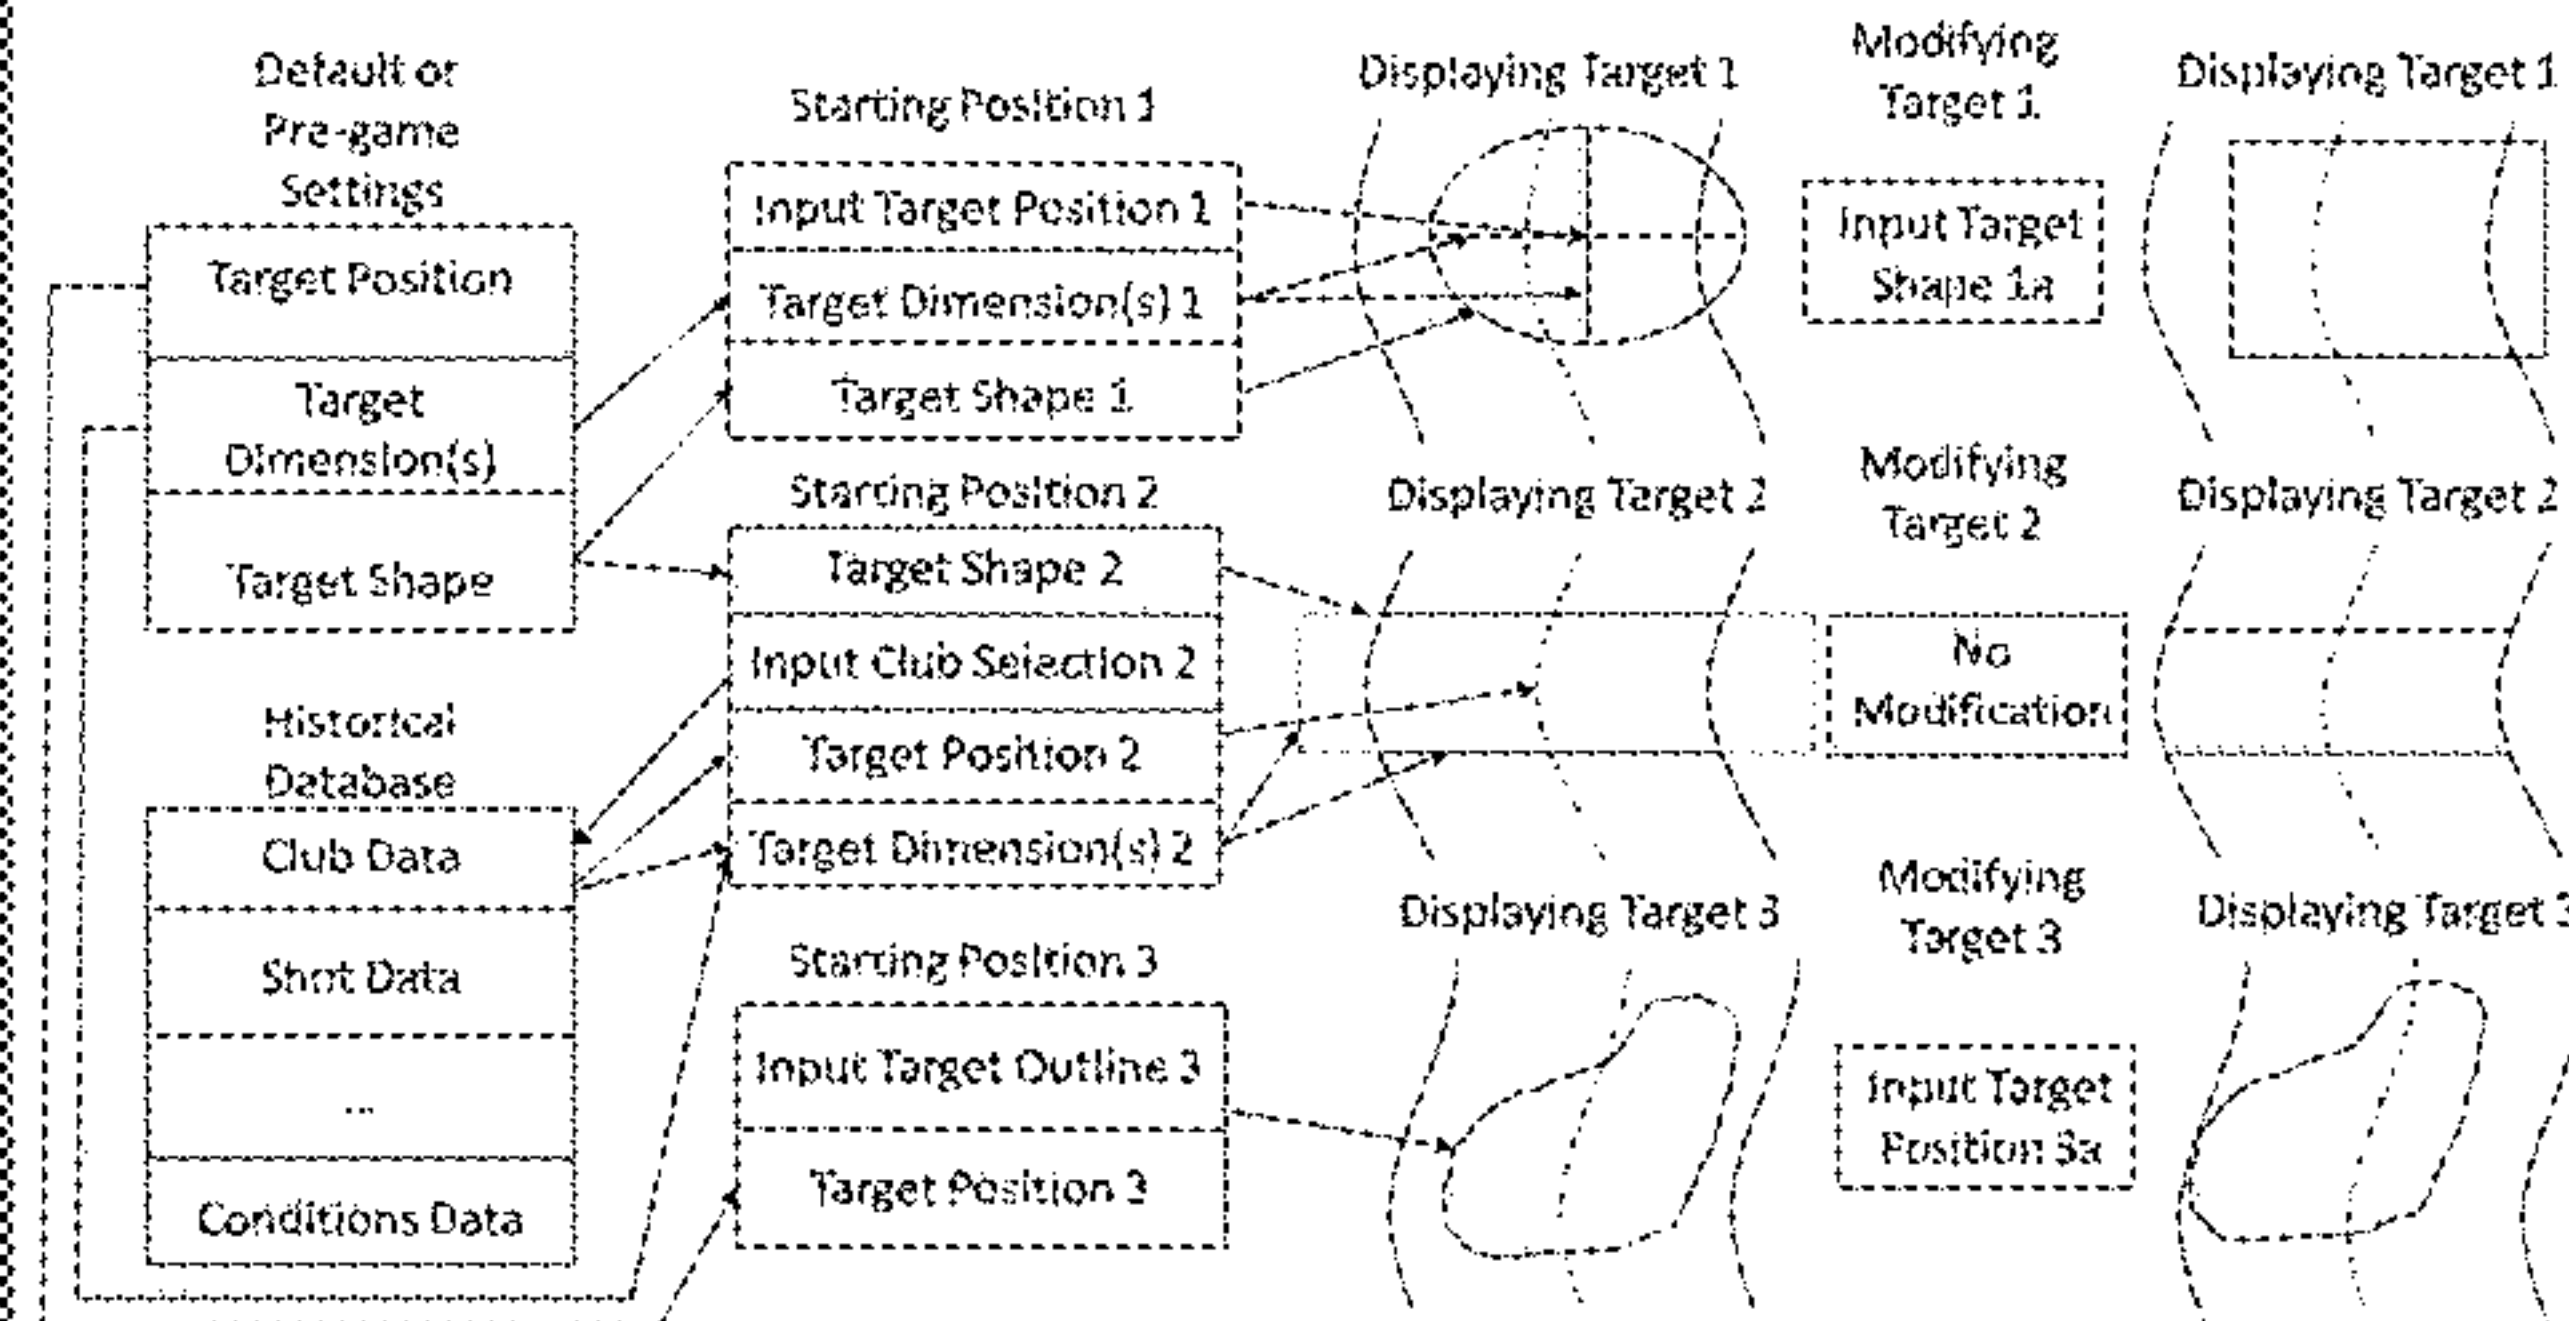 Default or
Pre-game
Settings
Target Position
Target
Dimension(s)
Target Shape
Historical
Database
Club Data
Shot Data
...
Conditions Data
Starting Position 1
Input Target Position 1
Target Dimension(s) 1
Target Shape 1
Starting Position 2
Target Shape 2
Input Club Selection 2
Target Position 2
Target Dimension(s) 2
Starting Position 3
Input Target Outline 3
Target Position 3
Displaying Target 1
Displaying Target 2
Displaying Target 3
Modifying
Target 1
Input Target
Shape 1a
Modifying
Target 2
No
Modification
Modifying
Target 3
Input Target
Position 3a
Displaying Target 1
Displaying Target 2
Displaying Target 3